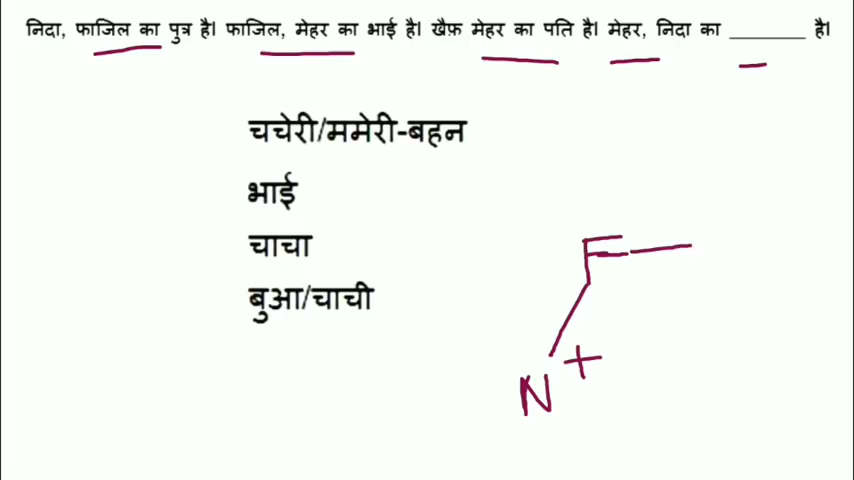 निदा, फाजिल का पुत्र है। फाजिल, मेहर का भाई है। खैफ़ मेहर का पति है। मेहर, निदा का ________ है।
चचेरी/ममेरी-बहन
भाई
चाचा
बुआ/चाची
F
N +